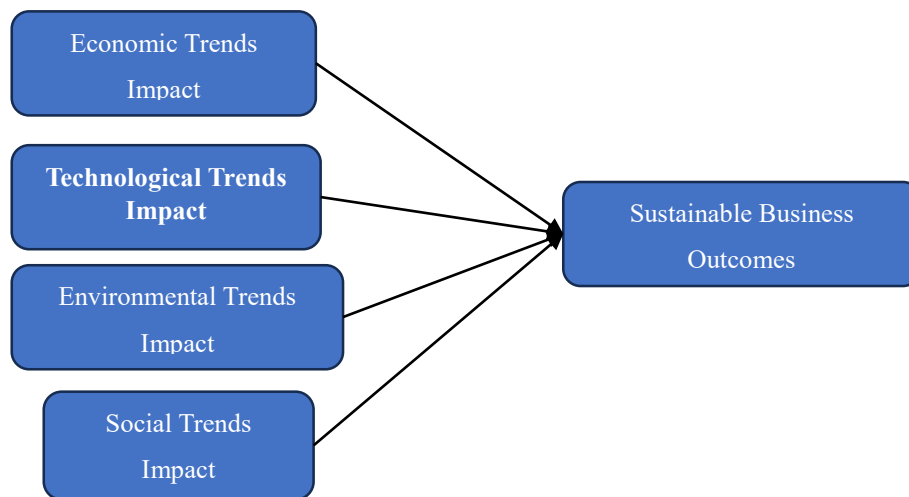 Economic Trends
Impact
Technological Trends
Impact
Environmental Trends
Impact
Social Trends
Impact
Sustainable Business
Outcomes